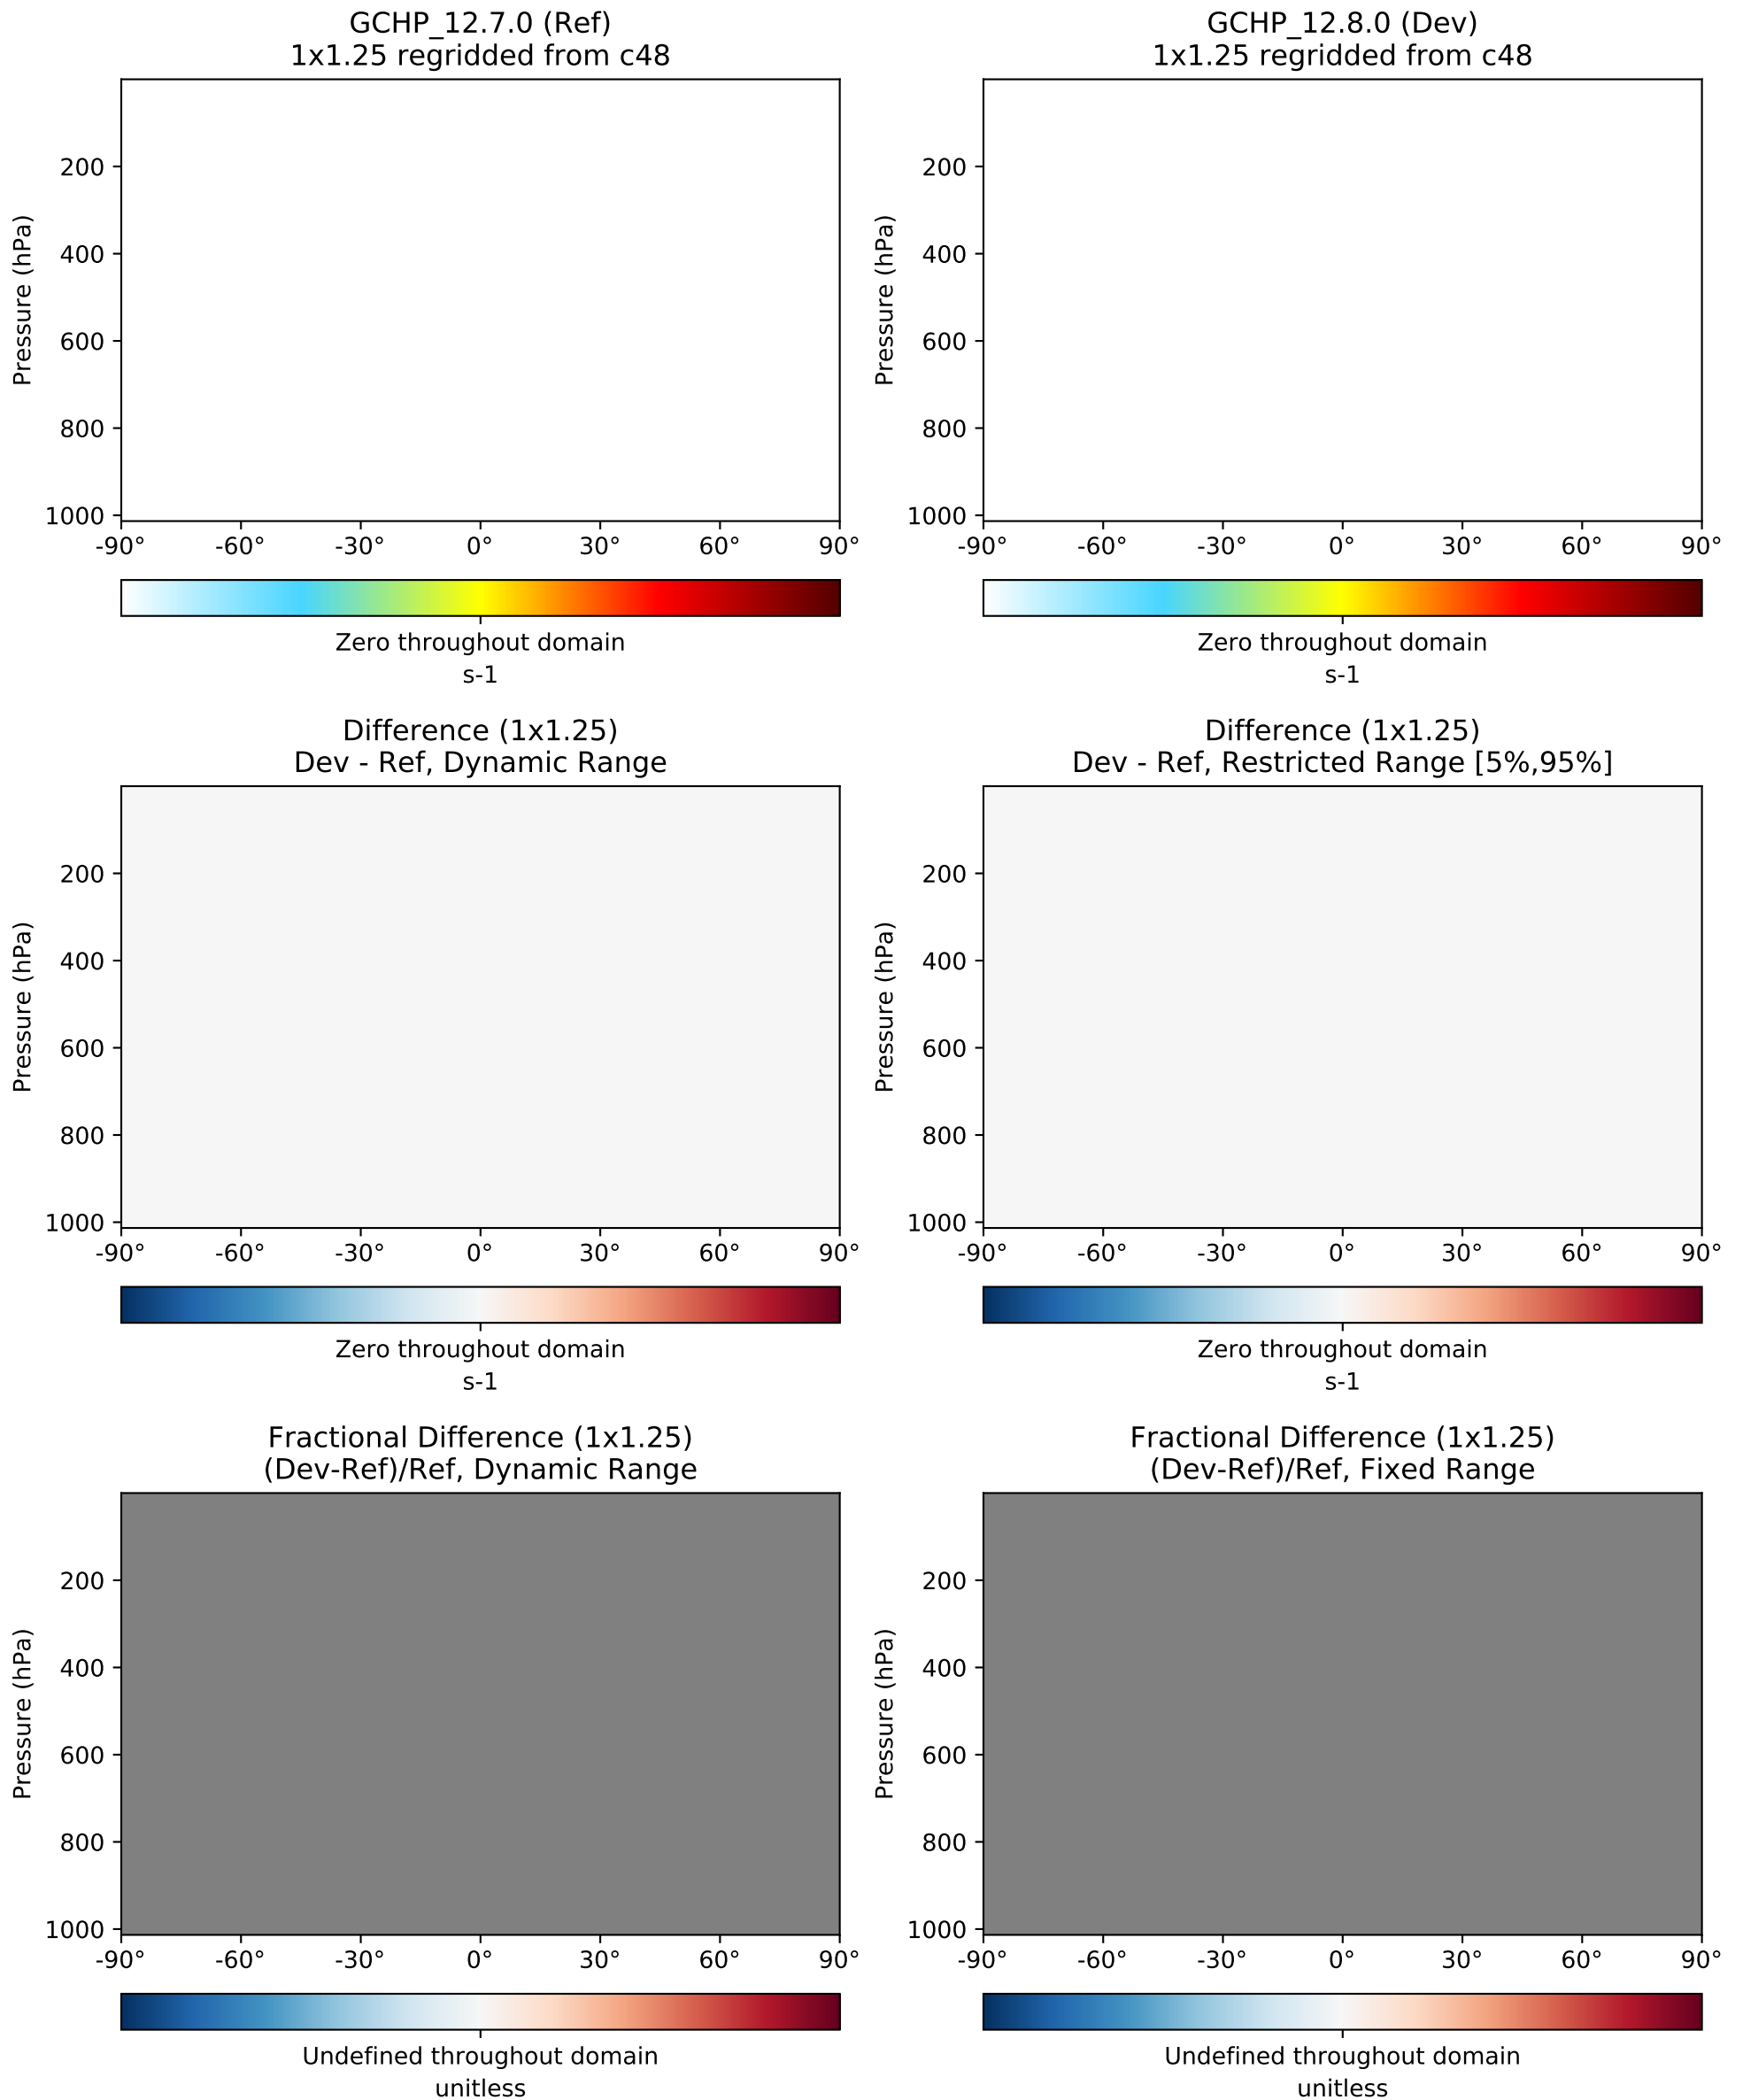 GCHP_12.7.0 (Ref)
1x1.25 regridded from c48
Pressure (hPa)
200
400
600
800
1000
-90° -60° -30° 0° 30° 60° 90°
Zero throughout domain
s-1
GCHP_12.8.0 (Dev)
1x1.25 regridded from c48
Pressure (hPa)
200
400
600
800
1000
-90° -60° -30° 0° 30° 60° 90°
Zero throughout domain
s-1
Difference (1x1.25)
Dev - Ref, Dynamic Range
Pressure (hPa)
200
400
600
800
1000
-90° -60° -30° 0° 30° 60° 90°
Zero throughout domain
s-1
Difference (1x1.25)
Dev - Ref, Restricted Range [5%,95%]
Pressure (hPa)
200
400
600
800
1000
-90° -60° -30° 0° 30° 60° 90°
Zero throughout domain
s-1
Fractional Difference (1x1.25)
(Dev-Ref)/Ref, Dynamic Range
Pressure (hPa)
200
400
600
800
1000
-90° -60° -30° 0° 30° 60° 90°
Undefined throughout domain
unitless
Fractional Difference (1x1.25)
(Dev-Ref)/Ref, Fixed Range
Pressure (hPa)
200
400
600
800
1000
-90° -60° -30° 0° 30° 60° 90°
Undefined throughout domain
unitless